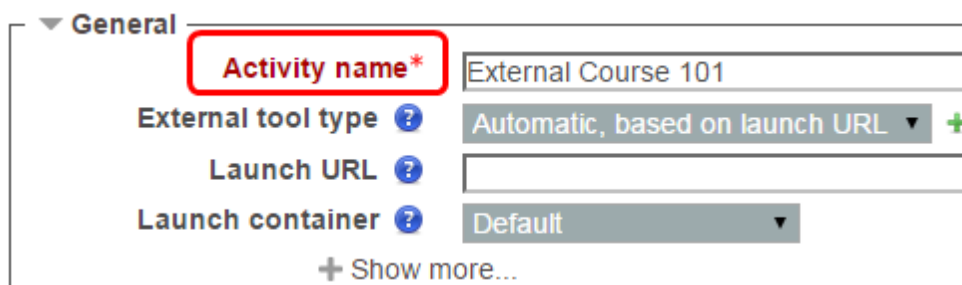 General
Activity name* External Course 101
External tool type Automatic, based on launch URL
Launch URL
Launch container Default
Show more...